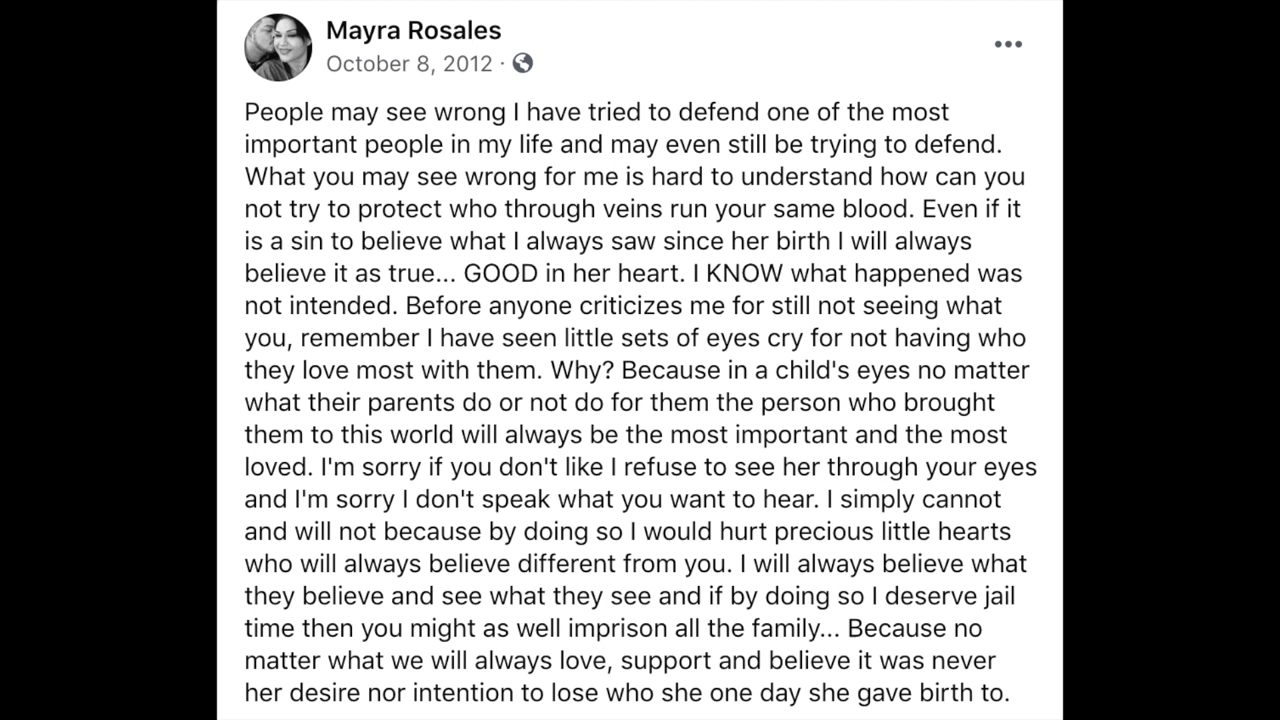 Mayra Rosales
October 8, 2012 ·
People may see wrong I have tried to defend one of the most
important people in my life and may even still be trying to defend.
What you may see wrong for me is hard to understand how can you
not try to protect who through veins run your same blood. Even if it
is a sin to believe what I always saw since her birth I will always
believe it as true... GOOD in her heart. I KNOW what happened was
not intended. Before anyone criticizes me for still not seeing what
you, remember I have seen little sets of eyes cry for not having who
they love most with them. Why? Because in a child's eyes no matter
what their parents do or not do for them the person who brought
them to this world will always be the most important and the most
loved. I'm sorry if you don't like I refuse to see her through your eyes
and I'm sorry I don't speak what you want to hear. I simply cannot
and will not because by doing so I would hurt precious little hearts
who will always believe different from you. I will always believe what
they believe and see what they see and if by doing so I deserve jail
time then you might as well imprison all the family... Because no
matter what we will always love, support and believe it was never
her desire nor intention to lose who she one day she gave birth to.